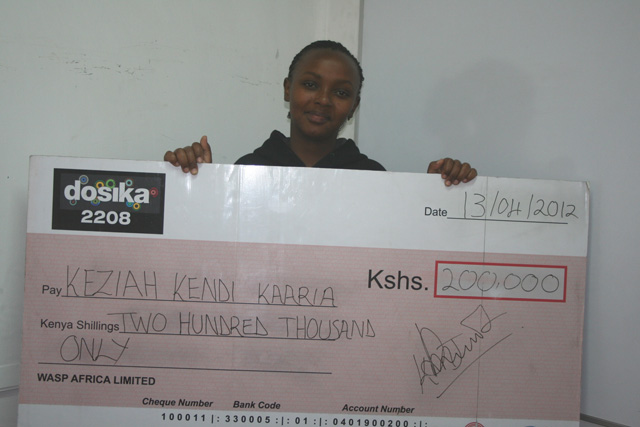 dosika
2208
Date 13/04/2012
Kshs. 200,000
Pay KEZIAH KENDI KAARIA
Kenya Shillings TWO HUNDRED THOUSAND
ONLY
WASP AFRICA LIMITED
Cheque Number Bank Code Account Number
100011|: 330005 :|: 01 :|: 0401900200 :|: